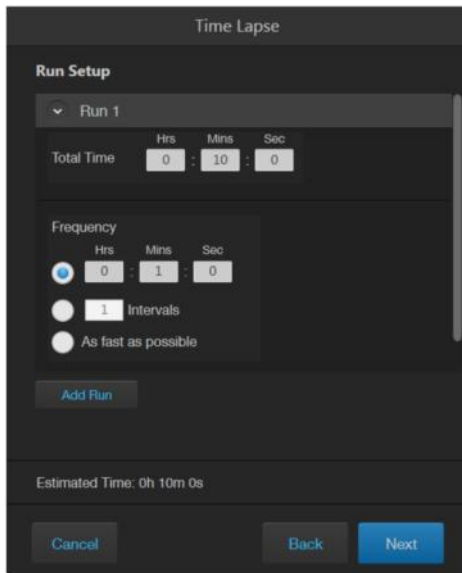 Time Lapse
Run Setup
Run 1
Hrs Mins Sec
Total Time 0 : 10 : 0
Frequency
Hrs Mins Sec
0 : 1 : 0
1 Intervals
As fast as possible
Add Run
Estimated Time: 0h 10m 0s
Cancel Back Next